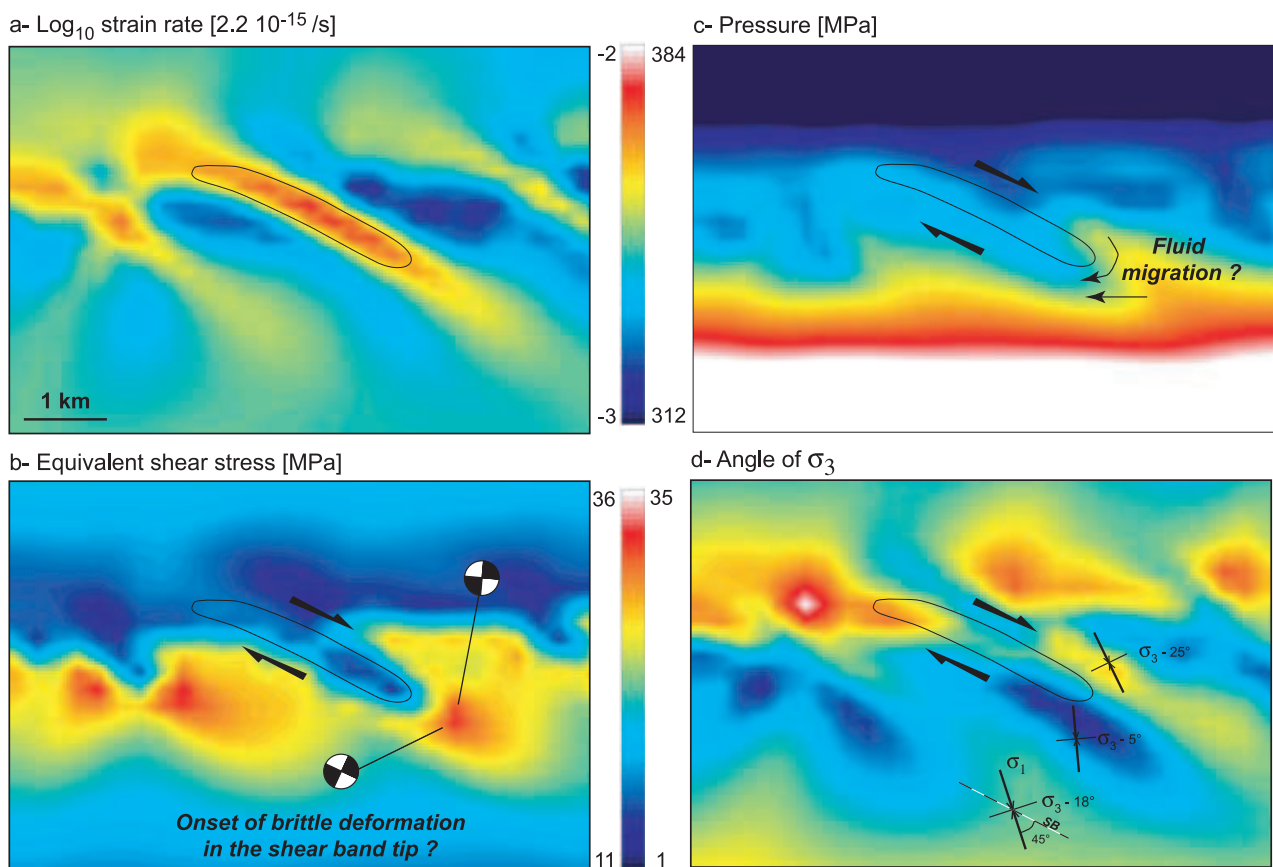 a- Log10 strain rate [2.2 10-15 /s]
-2
-3
1 km
384
312
c- Pressure [MPa]
Fluid
migration ?
b- Equivalent shear stress [MPa]
36
11
Onset of brittle deformation
in the shear band tip ?
35
1
d- Angle of σ3
σ3 - 25°
σ3 - 5°
σ1
σ3 - 18°
SB
45°